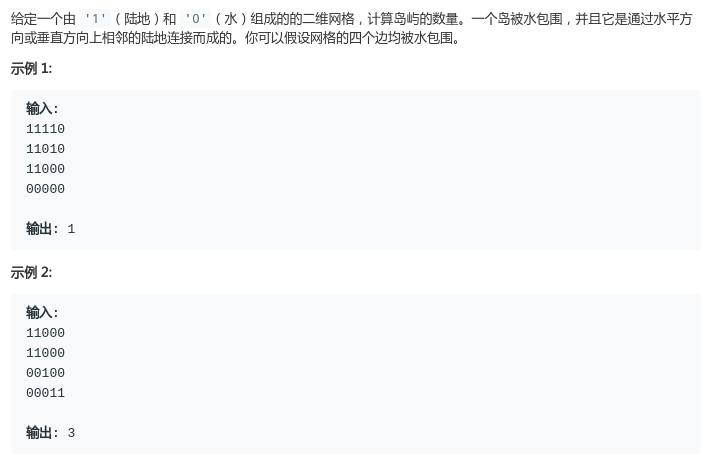 给定一个由 '1'（陆地）和 '0'（水）组成的的二维网格，计算岛屿的数量。一个岛被水包围，并且它是通过水平方
向或垂直方向上相邻的陆地连接而成的。你可以假设网格的四个边均被水包围。
示例 1:
输入:
11110
11010
11000
00000
输出: 1
示例 2:
输入:
11000
11000
00100
00011
输出: 3